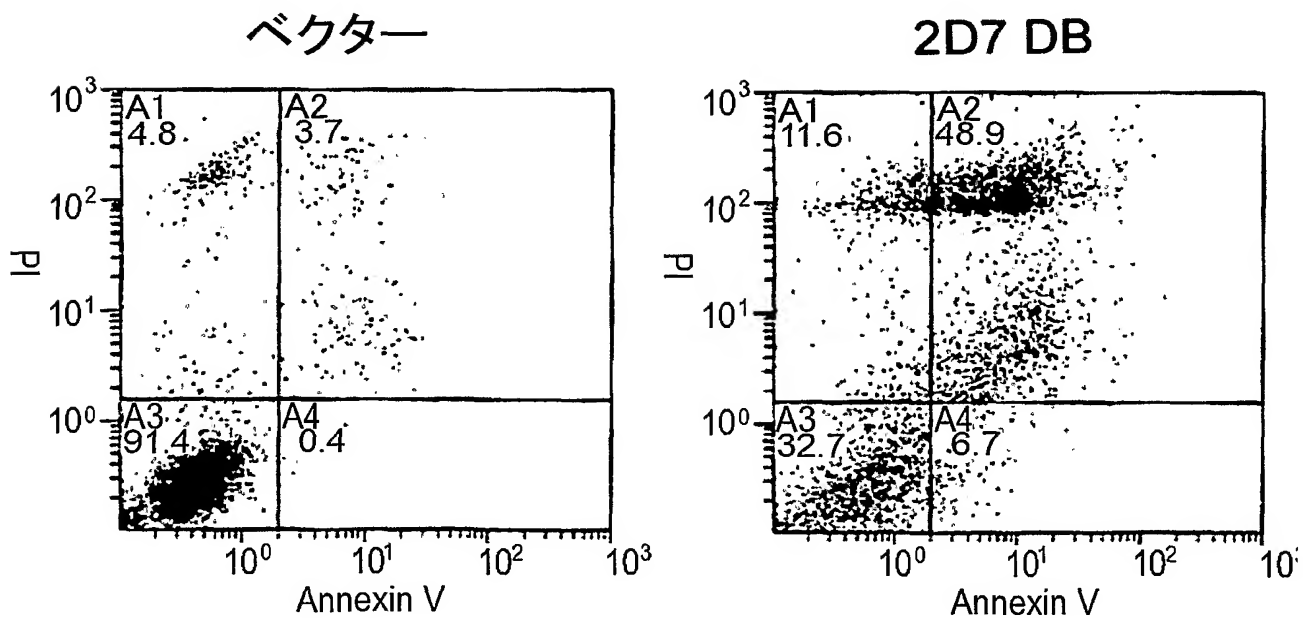 ベクター
10³
A1
4.8
A2
3.7
10²
PI
10¹
10⁰
A3
91.4
A4
0.4
10⁰ 10¹ 10² 10³
Annexin V
2D7 DB
10³
A1
11.6
A2
48.9
10²
PI
10¹
10⁰
A3
32.7
A4
6.7
10⁰ 10¹ 10² 10³
Annexin V